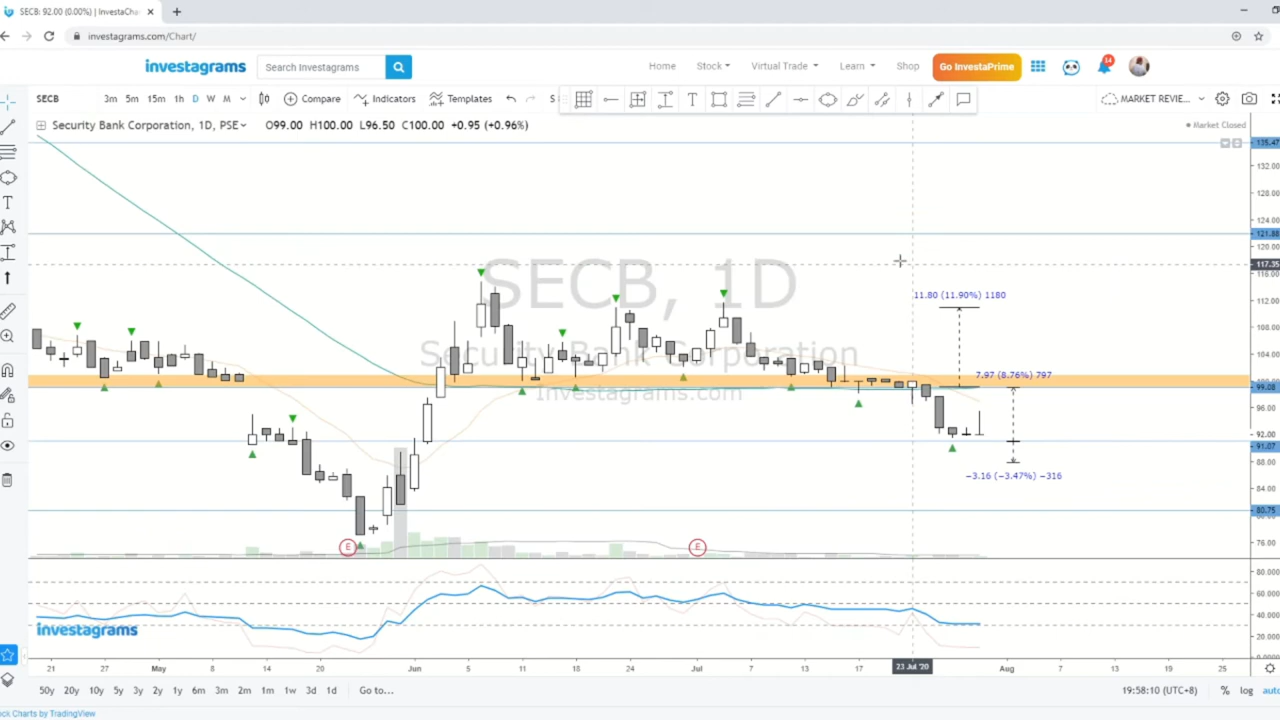 SECB: 92.00 (0.00%) | InvestaCha
investagrams.com/Chart/
investagrams
Search Investagrams
Home
Stock
Virtual Trade
Learn
Shop
Go InvestaPrime
14
SECB
3m 5m 15m 1h D W M
Compare
Indicators
Templates
S
T
MARKET REVIE...
Security Bank Corporation, 1D, PSE
O99.00 H100.00 L96.50 C100.00 +0.95 (+0.96%)
Market Closed
135.47
132.00
128.00
124.00
121.88
120.00
117.35
116.00
112.00
108.00
104.00
99.08
96.00
92.00
91.07
88.00
84.00
80.75
76.00
SECB, 1D
Security Bank Corporation
Investagrams.com
11.80 (11.90%) 1180
7.97 (8.76%) 797
−3.16 (−3.47%) −316
E
E
80.000
60.000
40.000
20.000
0.0000
investagrams
21 27 May 8 14 20 Jun 5 11 18 24 Jul 7 13 17 23 Jul '20 Aug 7 13 19 25
50y 20y 10y 5y 3y 2y 1y 6m 3m 2m 1m 1w 3d 1d Go to...
19:58:10 (UTC+8) % log auto
ock Charts by TradingView